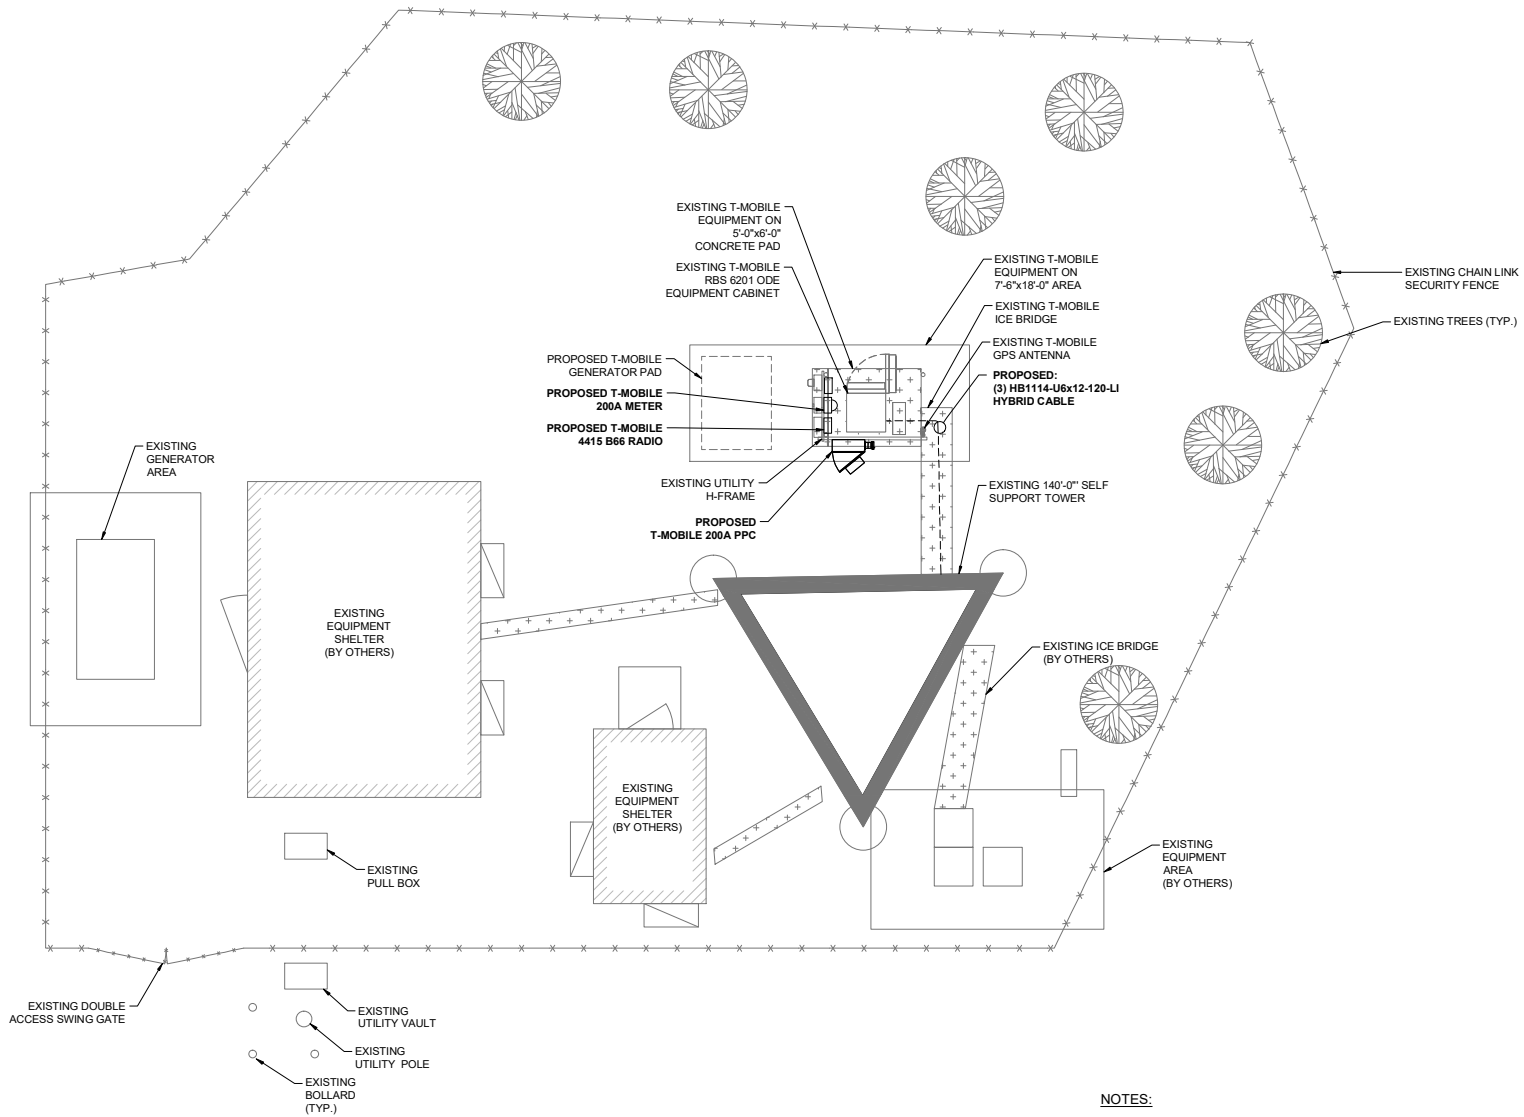 EXISTING T-MOBILE
EQUIPMENT ON
5'-0"x6'-0"
CONCRETE PAD
EXISTING T-MOBILE
RBS 6201 ODE
EQUIPMENT CABINET
EXISTING T-MOBILE
EQUIPMENT ON
7'-6"x18'-0" AREA
EXISTING T-MOBILE
ICE BRIDGE
EXISTING T-MOBILE
GPS ANTENNA
PROPOSED:
(3) HB1114-U6x12-120-LI
HYBRID CABLE
EXISTING CHAIN LINK
SECURITY FENCE
EXISTING TREES (TYP.)
PROPOSED T-MOBILE
GENERATOR PAD
PROPOSED T-MOBILE
200A METER
PROPOSED T-MOBILE
4415 B66 RADIO
EXISTING UTILITY
H-FRAME
PROPOSED
T-MOBILE 200A PPC
EXISTING
GENERATOR
AREA
EXISTING 140'-0"' SELF
SUPPORT TOWER
EXISTING
EQUIPMENT
SHELTER
(BY OTHERS)
EXISTING ICE BRIDGE
(BY OTHERS)
EXISTING
EQUIPMENT
SHELTER
(BY OTHERS)
EXISTING
PULL BOX
EXISTING
EQUIPMENT
AREA
(BY OTHERS)
EXISTING DOUBLE
ACCESS SWING GATE
EXISTING
UTILITY VAULT
EXISTING
UTILITY POLE
EXISTING
BOLLARD
(TYP.)
NOTES: